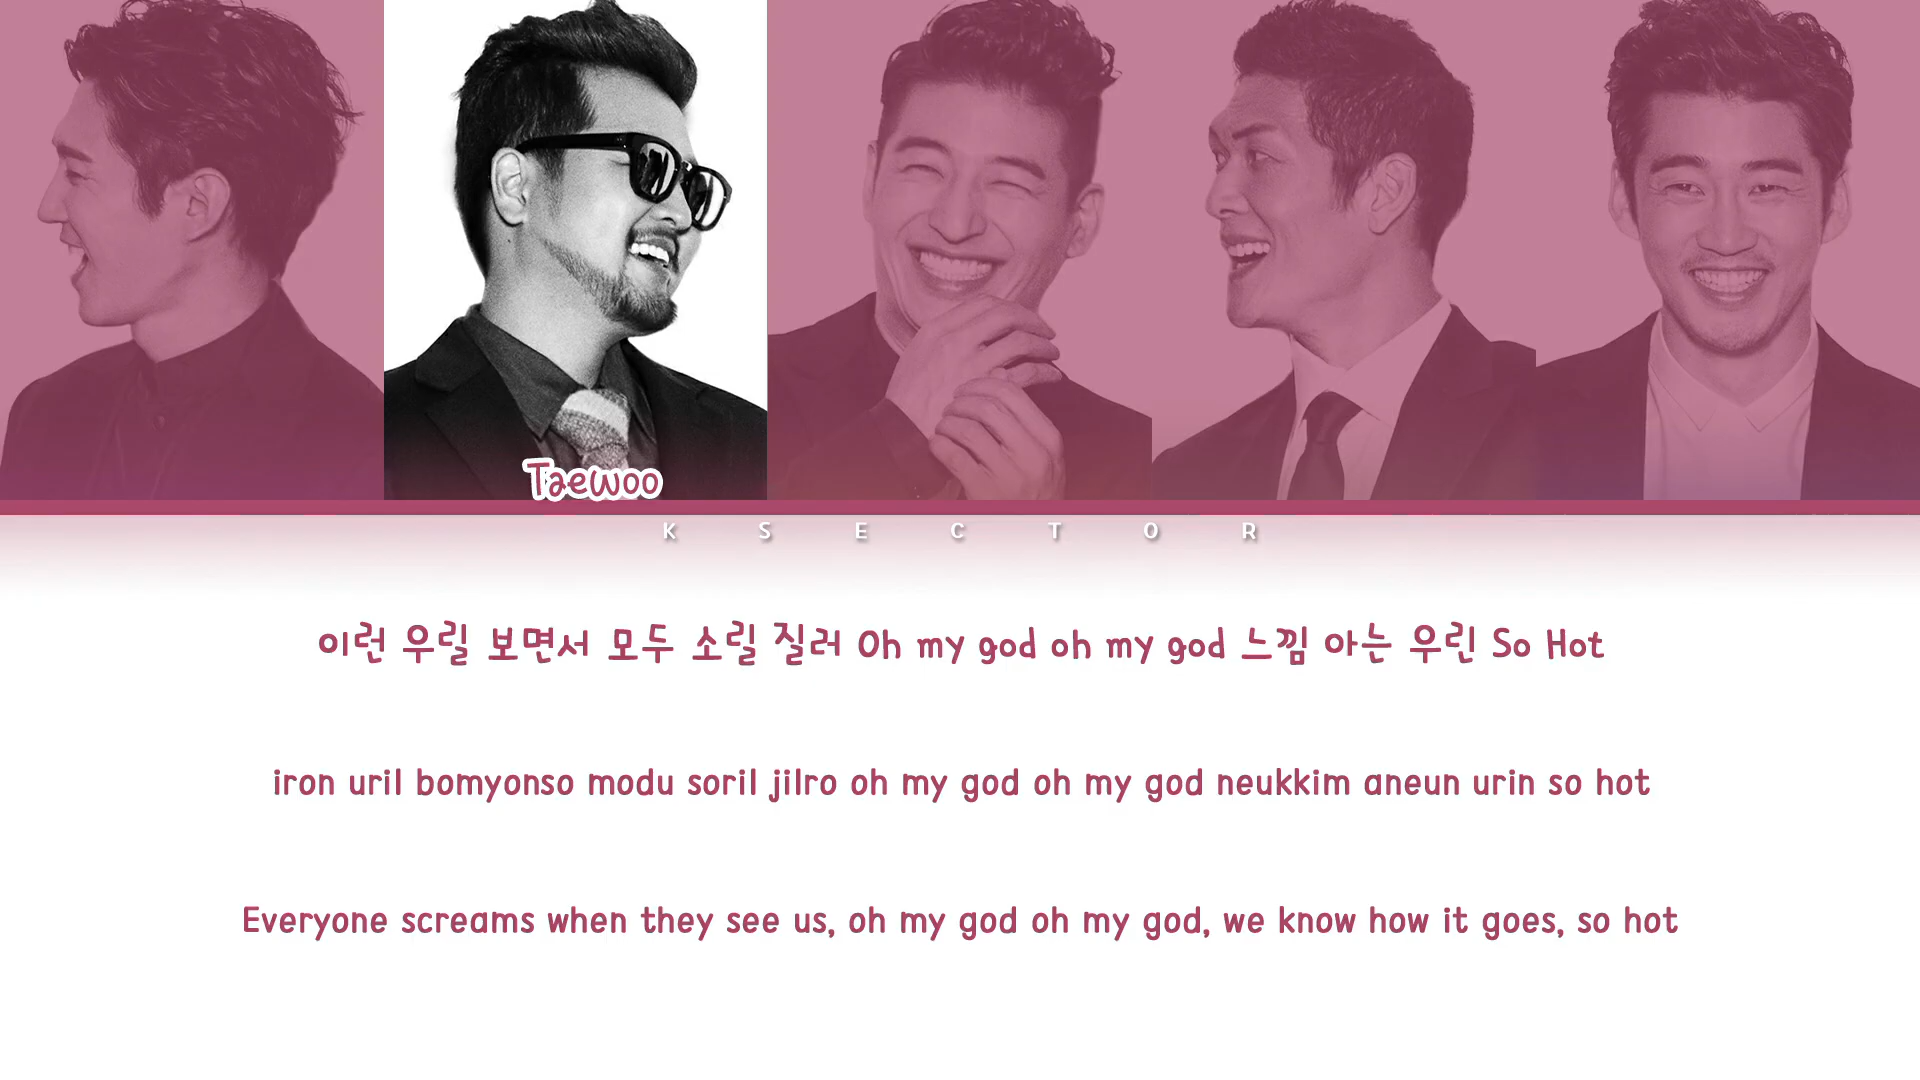 Taewoo
K S E C T O R
이런 우릴 보면서 모두 소릴 질러 Oh my god oh my god 느낌 아는 우린 So Hot
iron uril bomyonso modu soril jilro oh my god oh my god neukkim aneun urin so hot
Everyone screams when they see us, oh my god oh my god, we know how it goes, so hot